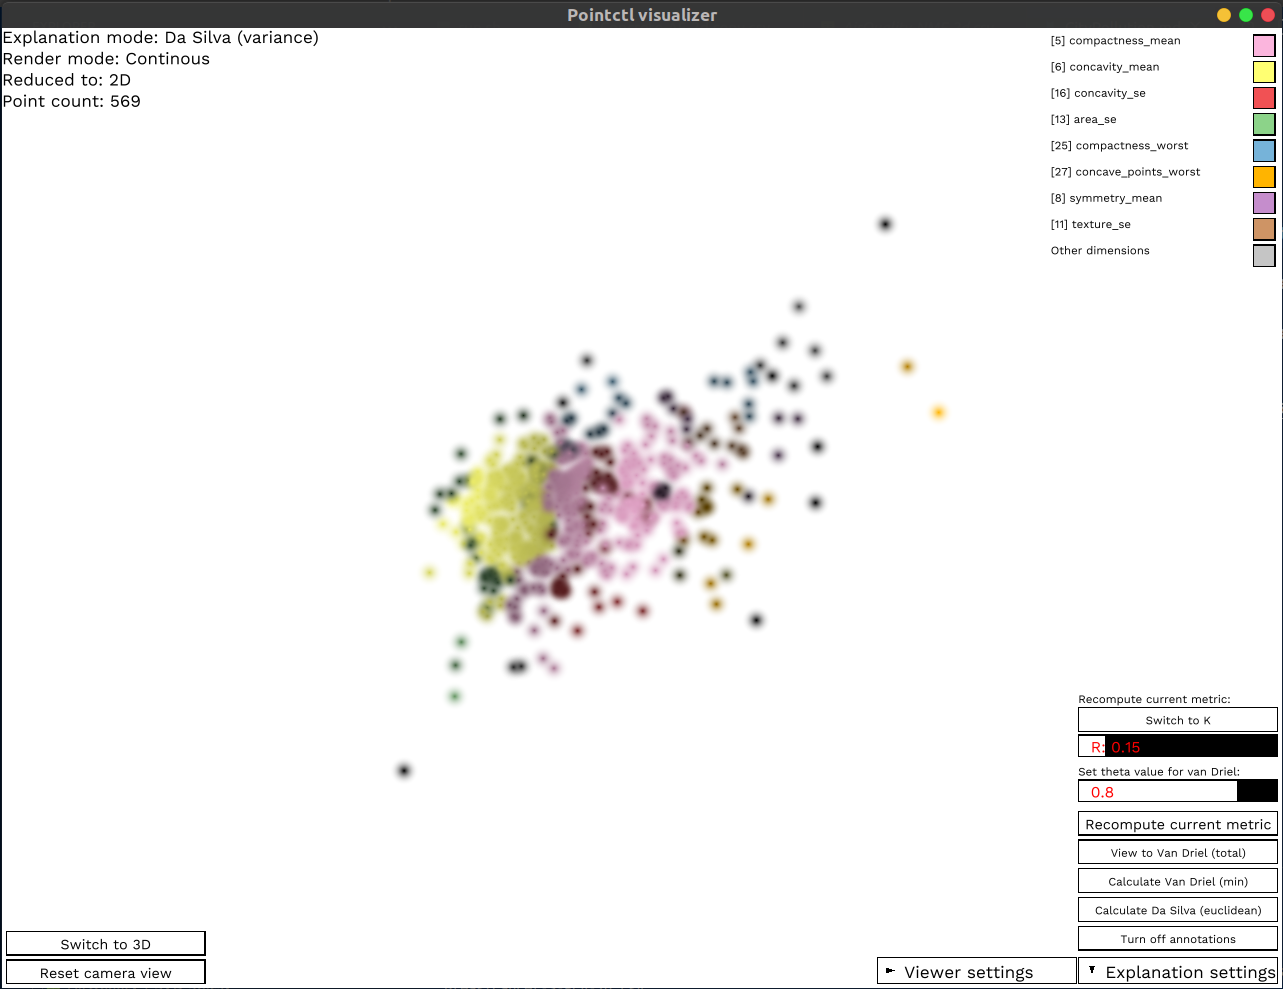 Pointctl visualizer
Explanation mode: Da Silva (variance)
Render mode: Continous
Reduced to: 2D
Point count: 569
[5] compactness_mean
[6] concavity_mean
[16] concavity_se
[13] area_se
[25] compactness_worst
[27] concave_points_worst
[8] symmetry_mean
[11] texture_se
Other dimensions
Recompute current metric:
Switch to K
R: 0.15
Set theta value for van Driel:
0.8
Recompute current metric
View to Van Driel (total)
Calculate Van Driel (min)
Calculate Da Silva (euclidean)
Turn off annotations
Switch to 3D
Reset camera view
Viewer settings
Explanation settings